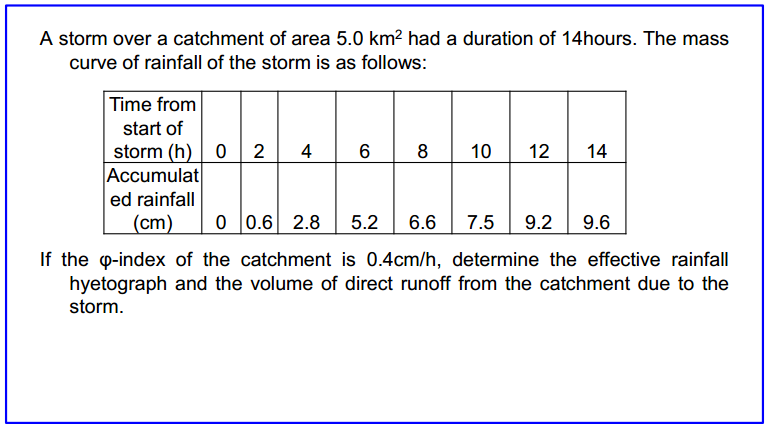 A storm over a catchment of area 5.0 km² had a duration of 14hours. The mass
curve of rainfall of the storm is as follows:
Time from
start of
storm (h) 0 2 4 6 8 10 12 14
Accumulat
ed rainfall
(cm) 0 0.6 2.8 5.2 6.6 7.5 9.2 9.6
If the φ-index of the catchment is 0.4cm/h, determine the effective rainfall
hyetograph and the volume of direct runoff from the catchment due to the
storm.